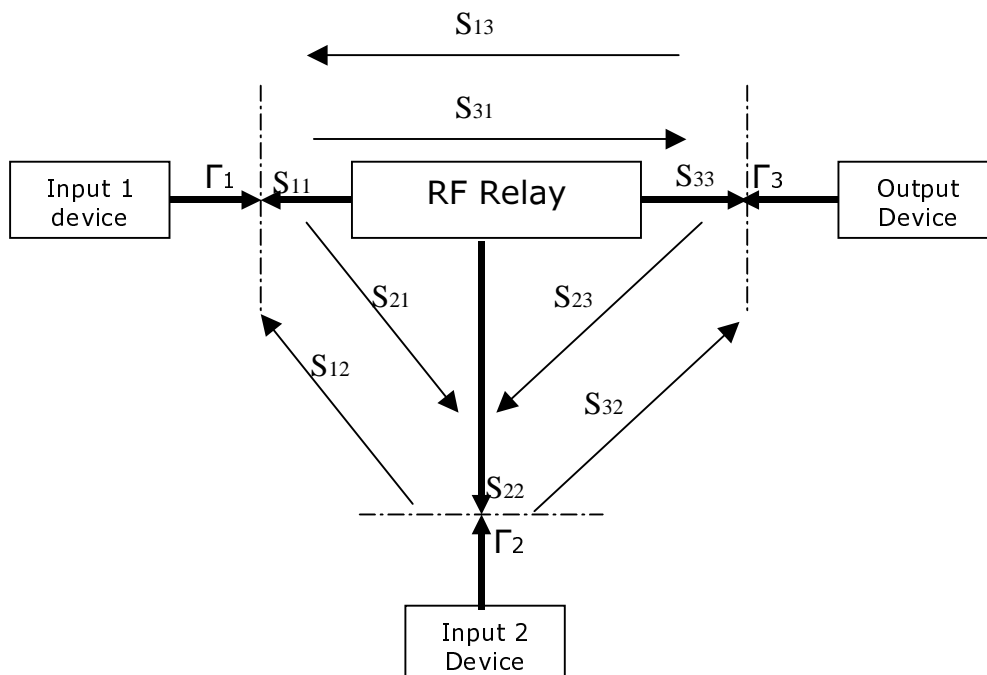 S13
S31
Input 1
device
Γ1
S11
RF Relay
S33
Γ3
Output
Device
S21
S23
S12
S32
S22
Γ2
Input 2
Device